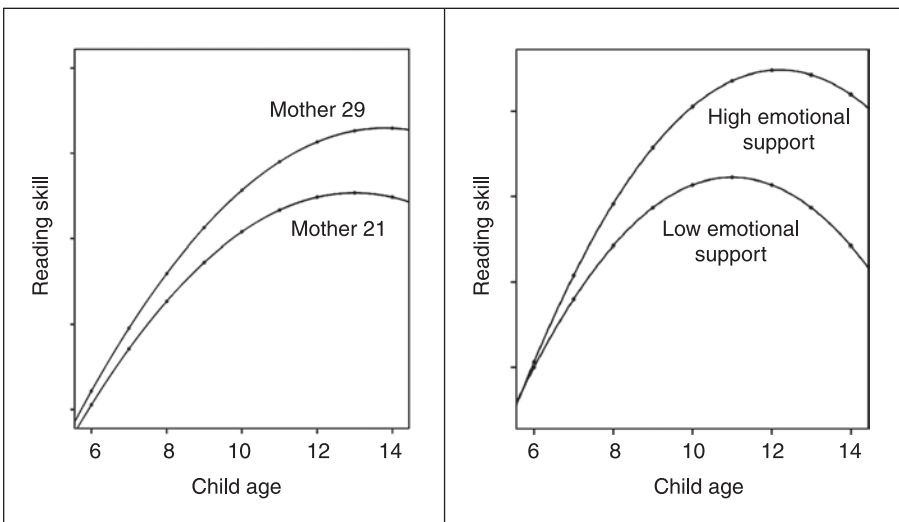 Reading skill
Mother 29
Mother 21
6 8 10 12 14
Child age
Reading skill
High emotional
support
Low emotional
support
6 8 10 12 14
Child age